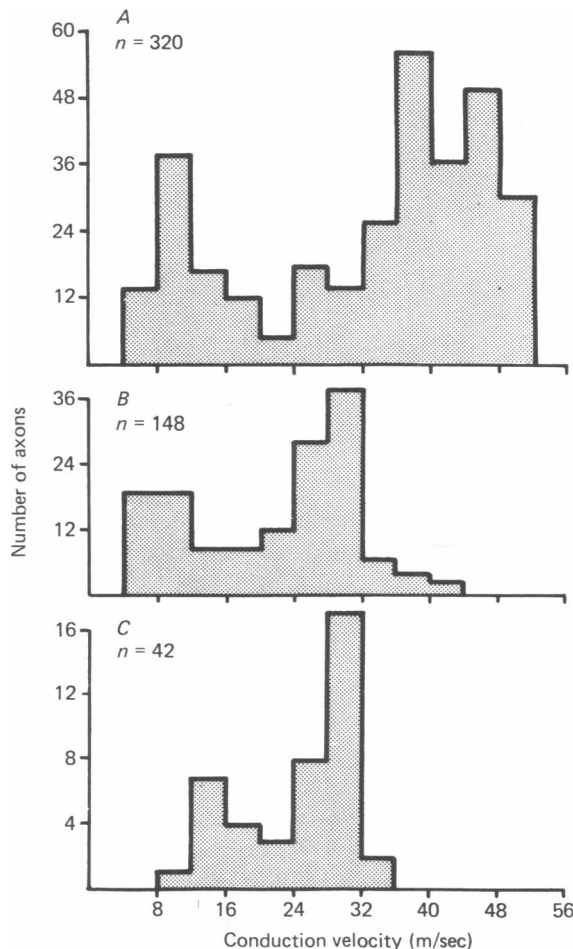 A
n = 320
60
48
36
24
12
B
n = 148
36
24
12
Number of axons
C
n = 42
16
12
8
4
8 16 24 32 40 48 56
Conduction velocity (m/sec)